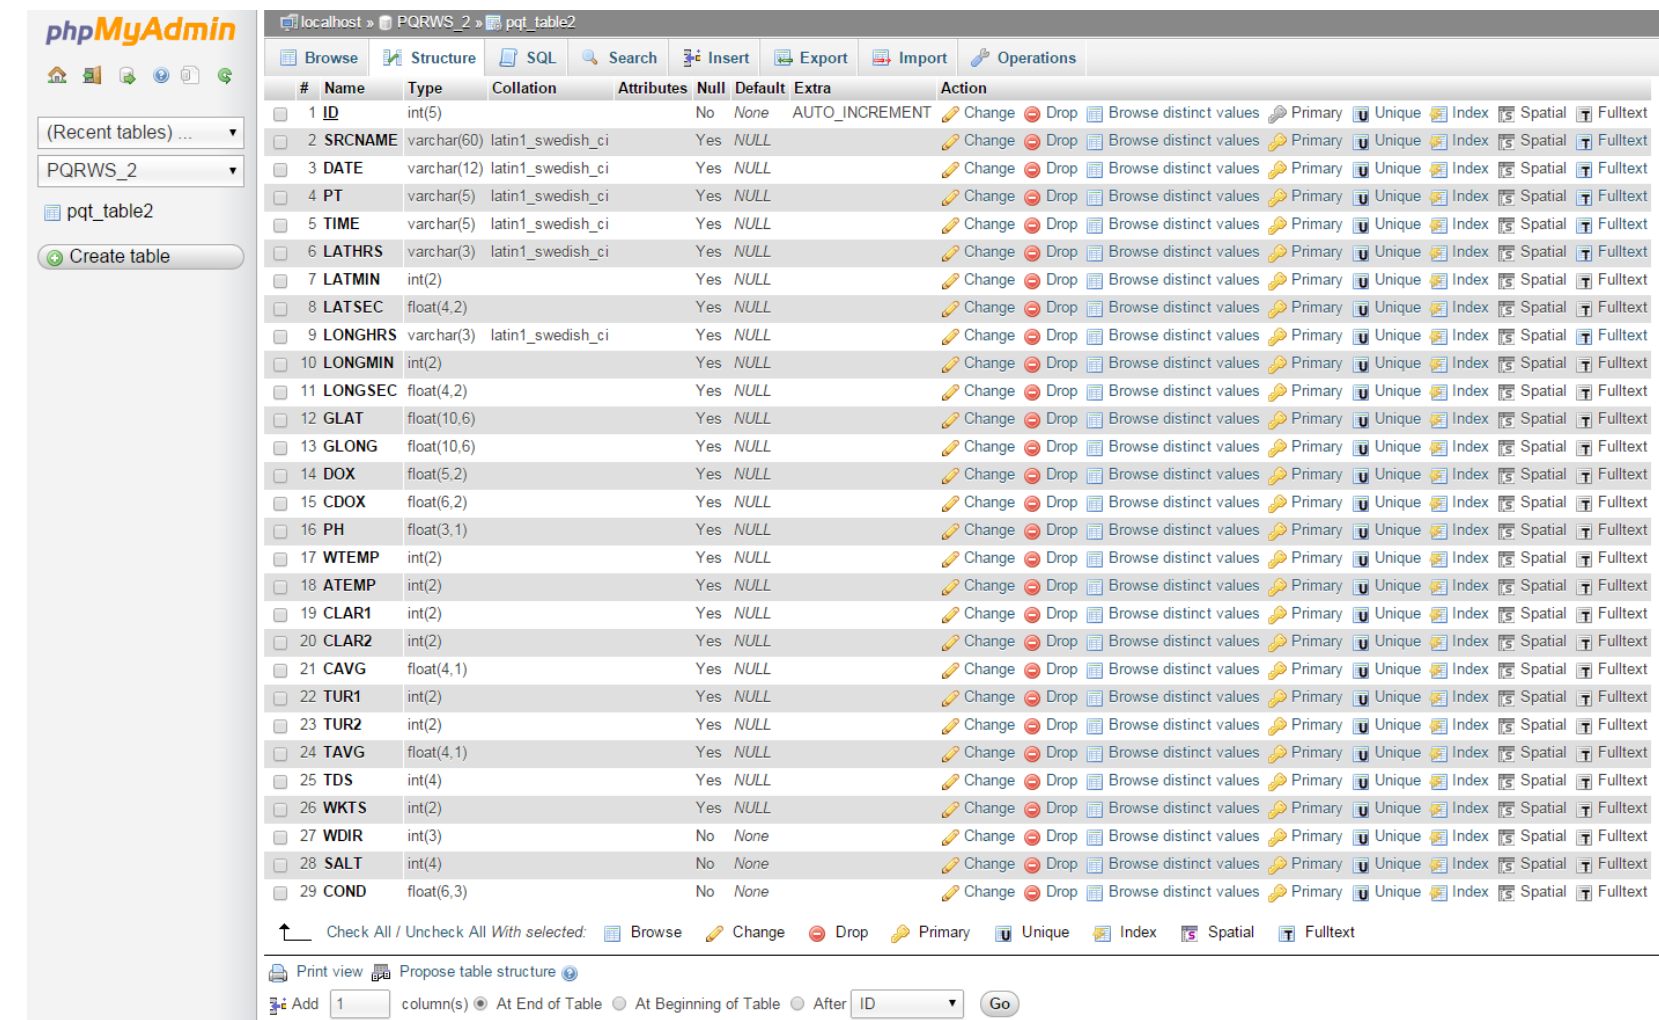 phpMyAdmin
(Recent tables) ...
PQRWS_2
pqt_table2
Create table
localhost » PQRWS_2 » pqt_table2
Browse Structure SQL Search Insert Export Import Operations
# Name Type Collation Attributes Null Default Extra Action
1 ID int(5) No None AUTO_INCREMENT Change Drop Browse distinct values Primary Unique Index Spatial Fulltext
2 SRCNAME varchar(60) latin1_swedish_ci Yes NULL Change Drop Browse distinct values Primary Unique Index Spatial Fulltext
3 DATE varchar(12) latin1_swedish_ci Yes NULL Change Drop Browse distinct values Primary Unique Index Spatial Fulltext
4 PT varchar(5) latin1_swedish_ci Yes NULL Change Drop Browse distinct values Primary Unique Index Spatial Fulltext
5 TIME varchar(5) latin1_swedish_ci Yes NULL Change Drop Browse distinct values Primary Unique Index Spatial Fulltext
6 LATHRS varchar(3) latin1_swedish_ci Yes NULL Change Drop Browse distinct values Primary Unique Index Spatial Fulltext
7 LATMIN int(2) Yes NULL Change Drop Browse distinct values Primary Unique Index Spatial Fulltext
8 LATSEC float(4,2) Yes NULL Change Drop Browse distinct values Primary Unique Index Spatial Fulltext
9 LONGHRS varchar(3) latin1_swedish_ci Yes NULL Change Drop Browse distinct values Primary Unique Index Spatial Fulltext
10 LONGMIN int(2) Yes NULL Change Drop Browse distinct values Primary Unique Index Spatial Fulltext
11 LONGSEC float(4,2) Yes NULL Change Drop Browse distinct values Primary Unique Index Spatial Fulltext
12 GLAT float(10,6) Yes NULL Change Drop Browse distinct values Primary Unique Index Spatial Fulltext
13 GLONG float(10,6) Yes NULL Change Drop Browse distinct values Primary Unique Index Spatial Fulltext
14 DOX float(5,2) Yes NULL Change Drop Browse distinct values Primary Unique Index Spatial Fulltext
15 CDOX float(6,2) Yes NULL Change Drop Browse distinct values Primary Unique Index Spatial Fulltext
16 PH float(3,1) Yes NULL Change Drop Browse distinct values Primary Unique Index Spatial Fulltext
17 WTEMP int(2) Yes NULL Change Drop Browse distinct values Primary Unique Index Spatial Fulltext
18 ATEMP int(2) Yes NULL Change Drop Browse distinct values Primary Unique Index Spatial Fulltext
19 CLAR1 int(2) Yes NULL Change Drop Browse distinct values Primary Unique Index Spatial Fulltext
20 CLAR2 int(2) Yes NULL Change Drop Browse distinct values Primary Unique Index Spatial Fulltext
21 CAVG float(4,1) Yes NULL Change Drop Browse distinct values Primary Unique Index Spatial Fulltext
22 TUR1 int(2) Yes NULL Change Drop Browse distinct values Primary Unique Index Spatial Fulltext
23 TUR2 int(2) Yes NULL Change Drop Browse distinct values Primary Unique Index Spatial Fulltext
24 TAVG float(4,1) Yes NULL Change Drop Browse distinct values Primary Unique Index Spatial Fulltext
25 TDS int(4) Yes NULL Change Drop Browse distinct values Primary Unique Index Spatial Fulltext
26 WKTS int(2) Yes NULL Change Drop Browse distinct values Primary Unique Index Spatial Fulltext
27 WDIR int(3) No None Change Drop Browse distinct values Primary Unique Index Spatial Fulltext
28 SALT int(4) No None Change Drop Browse distinct values Primary Unique Index Spatial Fulltext
29 COND float(6,3) No None Change Drop Browse distinct values Primary Unique Index Spatial Fulltext
Check All / Uncheck All With selected: Browse Change Drop Primary Unique Index Spatial Fulltext
Print view Propose table structure
Add 1 column(s) At End of Table At Beginning of Table After ID Go